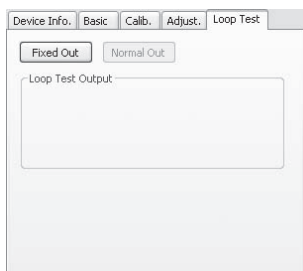 Device Info. Basic Calib. Adjust. Loop Test
Fixed Out Normal Out
Loop Test Output